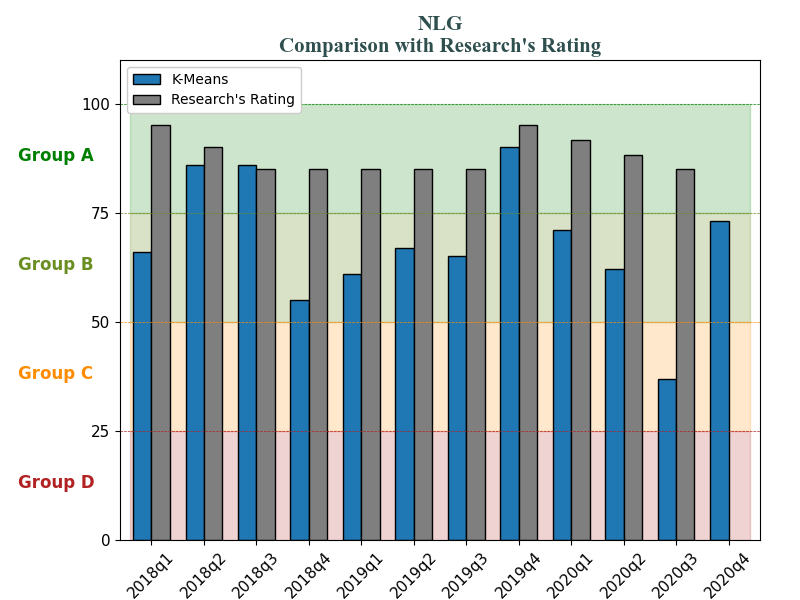 NLG
Comparison with Research's Rating
K-Means
Research's Rating
100
Group A
75
Group B
50
Group C
25
Group D
0
2018q1
2018q2
2018q3
2018q4
2019q1
2019q2
2019q3
2019q4
2020q1
2020q2
2020q3
2020q4